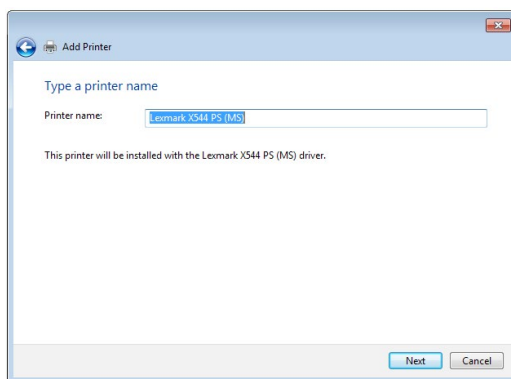 Add Printer
Type a printer name
Printer name: Lexmark X544 PS (MS)
This printer will be installed with the Lexmark X544 PS (MS) driver.
Next Cancel